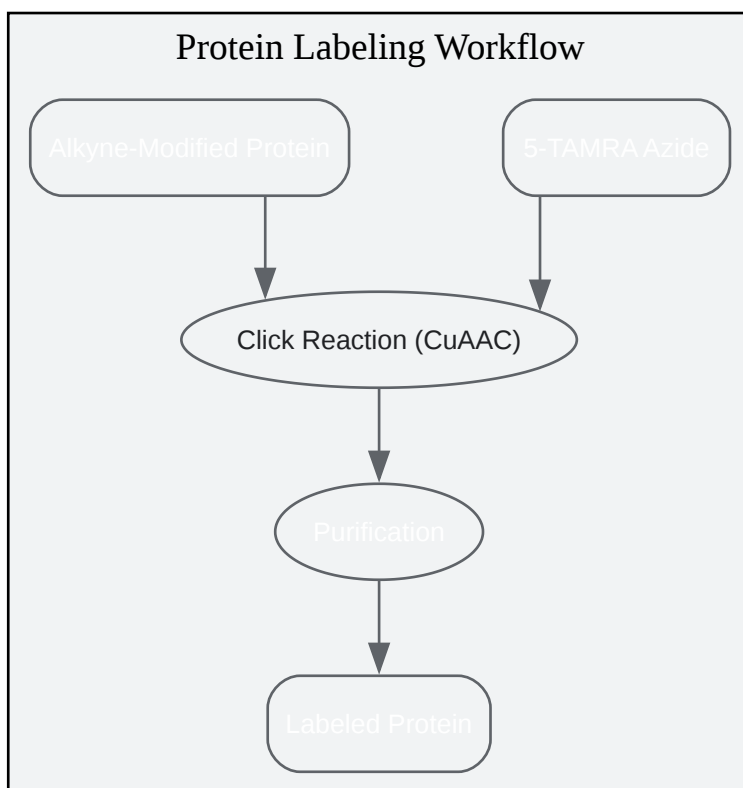 Protein Labeling Workflow
Alkyne-Modified Protein
5-TAMRA Azide
Click Reaction (CuAAC)
Purification
Labeled Protein